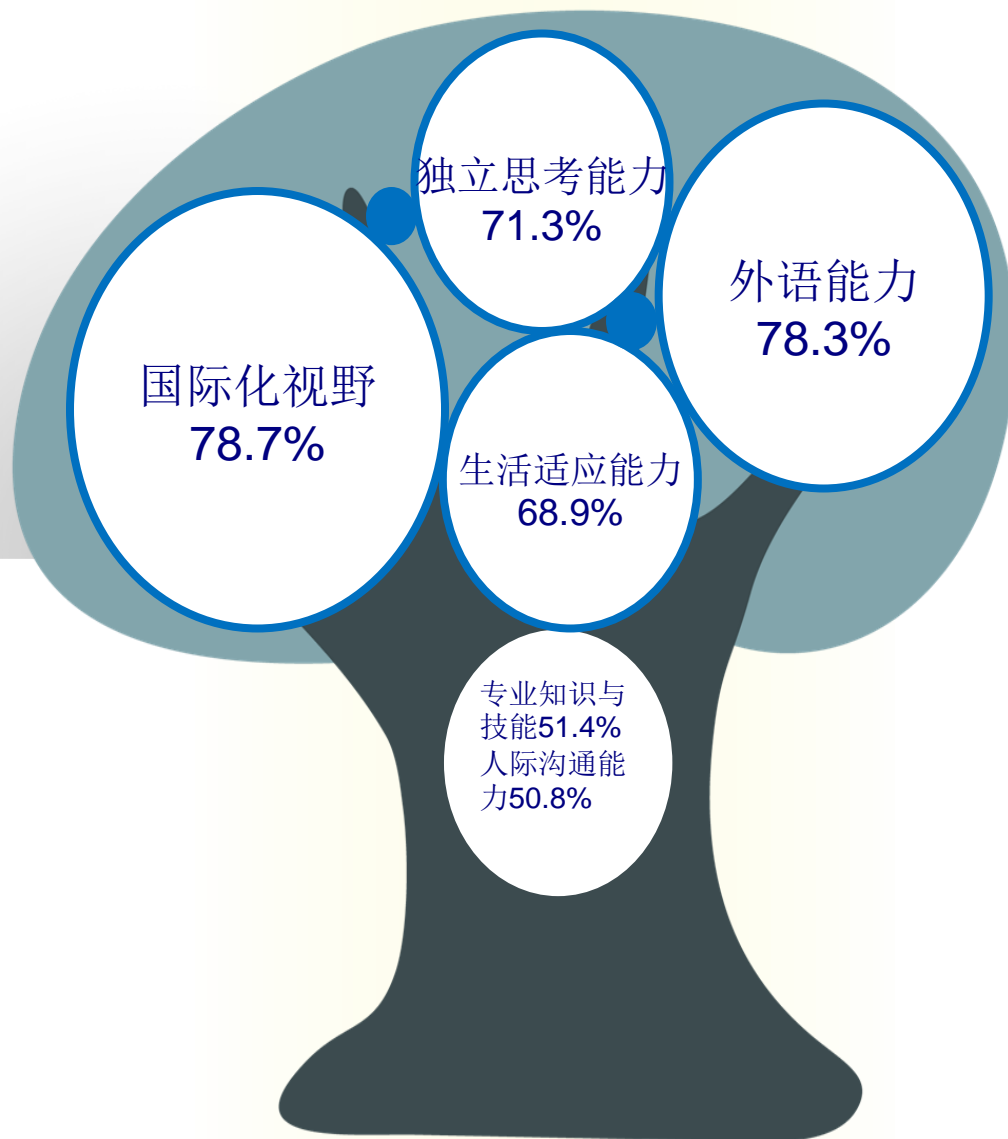 独立思考能力
71.3%
外语能力
78.3%
国际化视野
78.7%
生活适应能力
68.9%
专业知识与
技能51.4%
人际沟通能
力50.8%